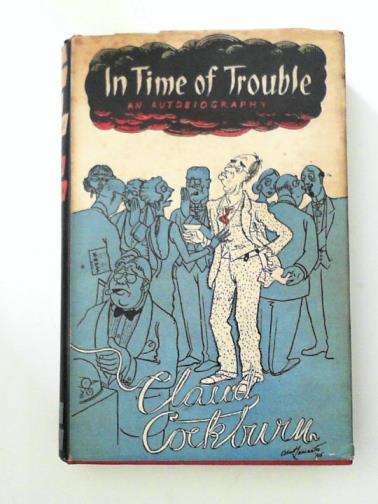 In Time of Trouble
AN AUTOBIOGRAPHY
Claud
Cockburn